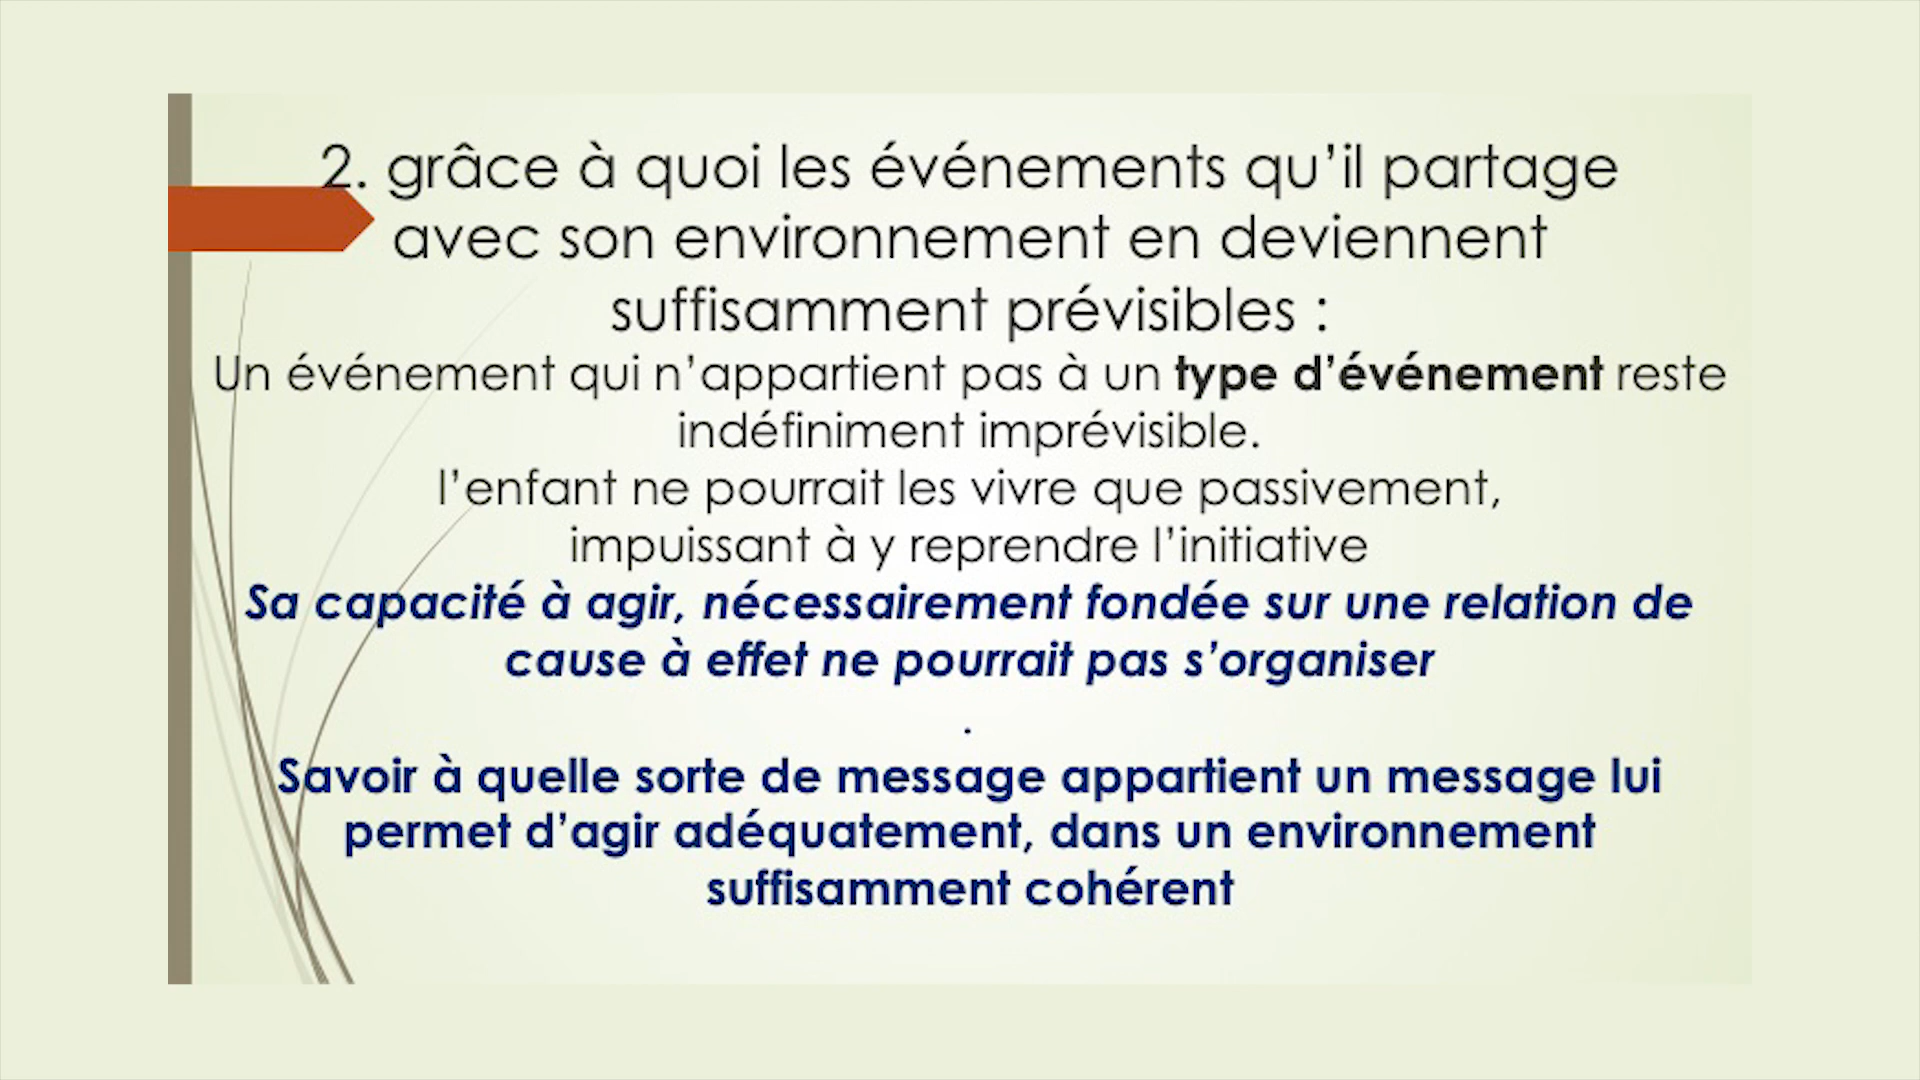 2. grâce à quoi les événements qu’il partage
avec son environnement en deviennent
suffisamment prévisibles :
Un événement qui n’appartient pas à un type d’événement reste
indéfiniment imprévisible.
l’enfant ne pourrait les vivre que passivement,
impuissant à y reprendre l’initiative
Sa capacité à agir, nécessairement fondée sur une relation de
cause à effet ne pourrait pas s’organiser
.
Savoir à quelle sorte de message appartient un message lui
permet d’agir adéquatement, dans un environnement
suffisamment cohérent